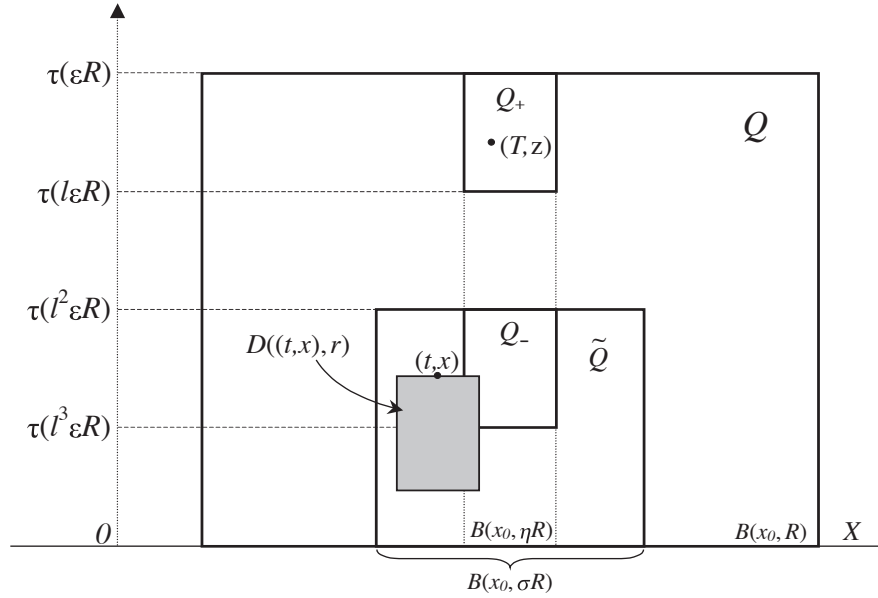 τ(εR)
Q₊
Q
(T,z)
τ(lεR)
τ(l²εR)
D((t,x),r)
(t,x)
Q₋
Q̃
τ(l³εR)
0
B(x₀,ηR)
B(x₀,R)
X
B(x₀,σR)